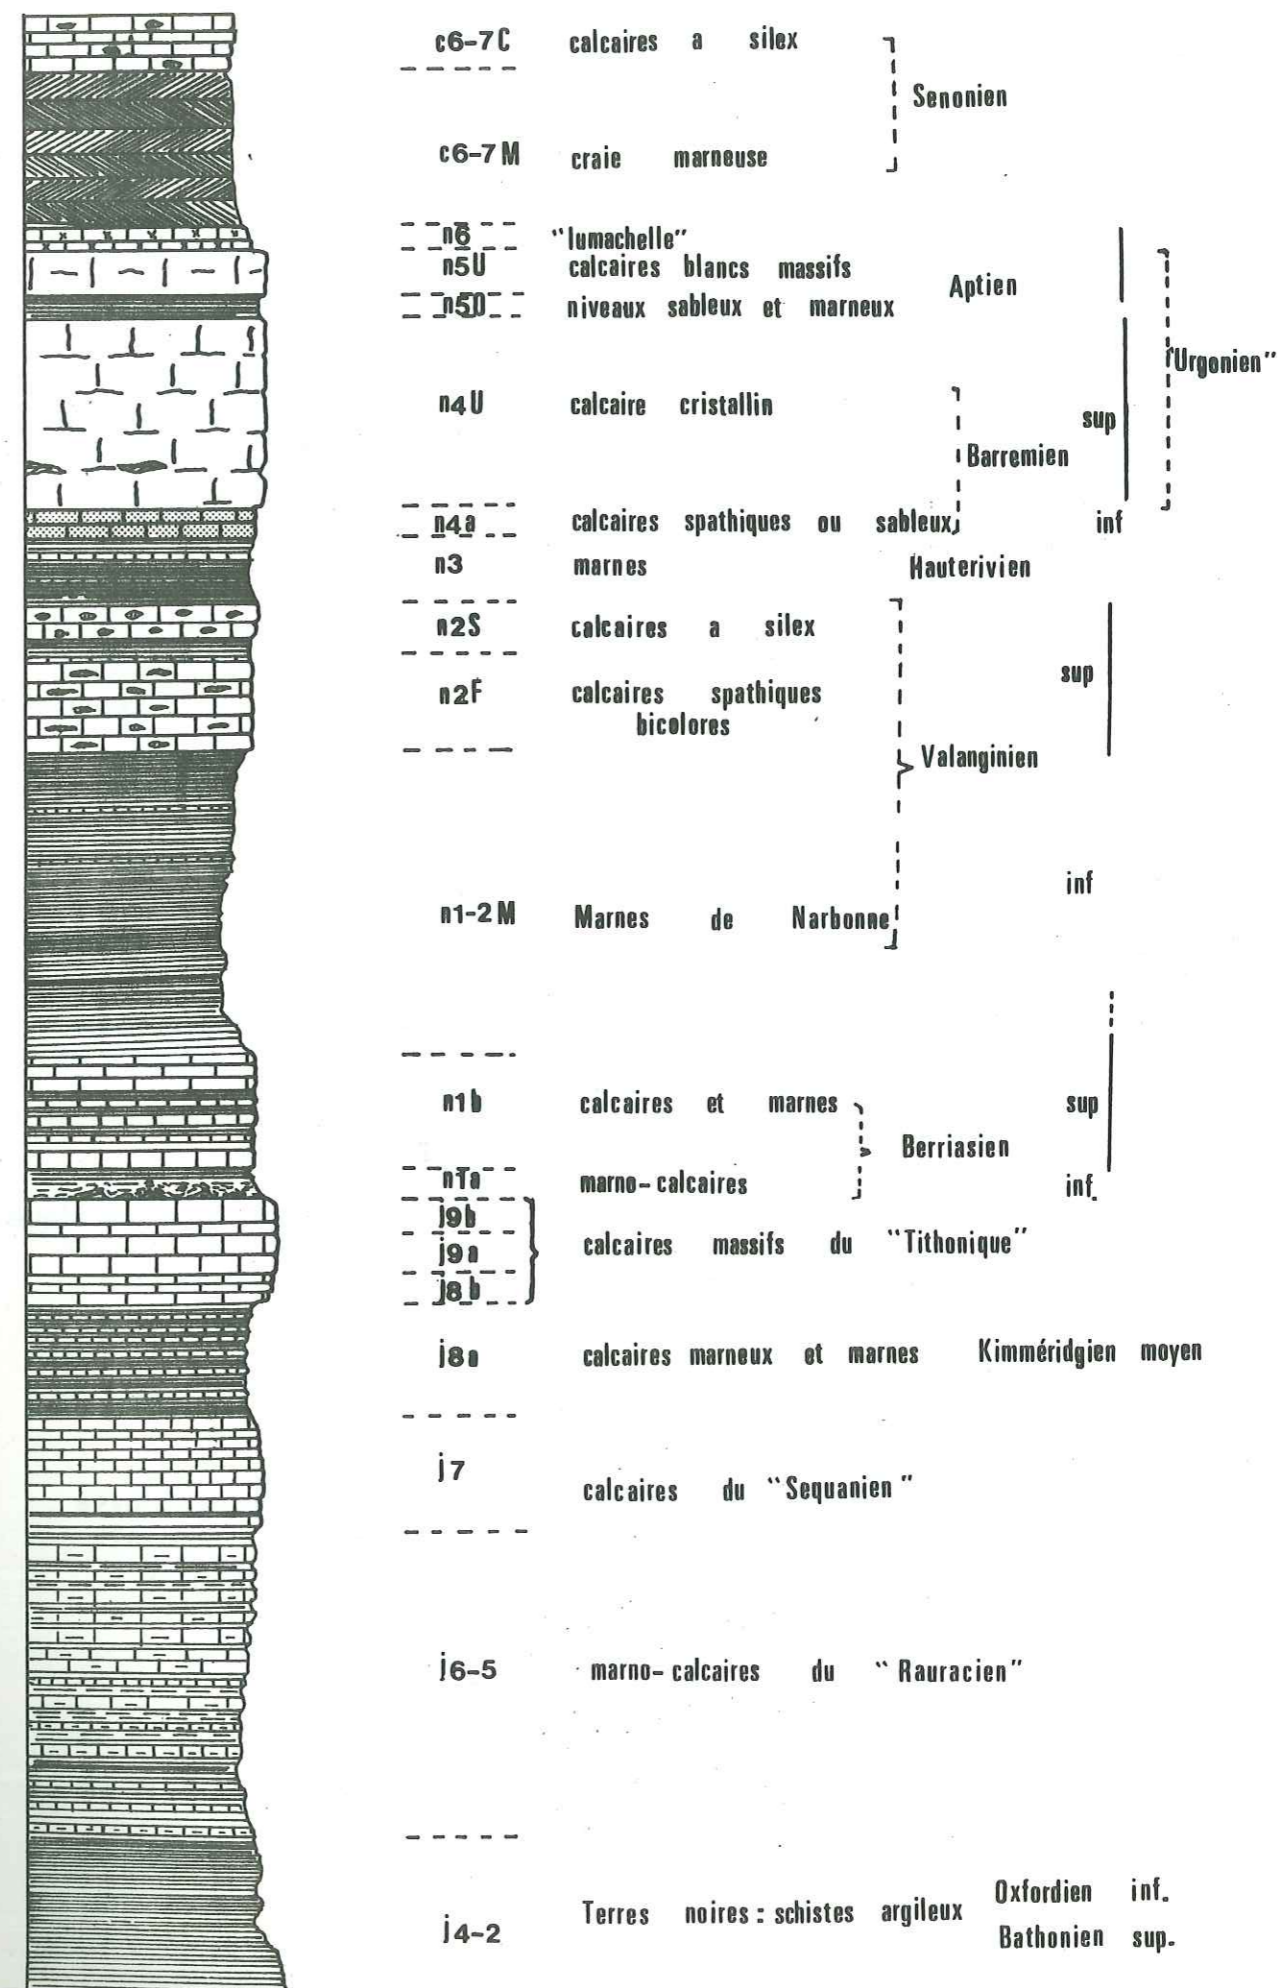 c6-7C calcaires a silex
Senonien
c6-7M craie marneuse
n6 "lumachelle"
n5U calcaires blancs massifs
Aptien
n5O niveaux sableux et marneux
"Urgonien"
n4U calcaire cristallin
sup
Barremien
n4a calcaires spathiques ou sableux inf
n3 marnes Hauterivien
n2S calcaires a silex
sup
n2F calcaires spathiques
bicolores
Valanginien
inf
n1-2M Marnes de Narbonne
n1b calcaires et marnes sup
Berriasien
n1a marno-calcaires inf.
j9b
j9a calcaires massifs du "Tithonique"
j8b
j8a calcaires marneux et marnes Kimméridgien moyen
j7
calcaires du "Sequanien"
j6-5 marno-calcaires du "Rauracien"
Oxfordien inf.
j4-2 Terres noires: schistes argileux
Bathonien sup.